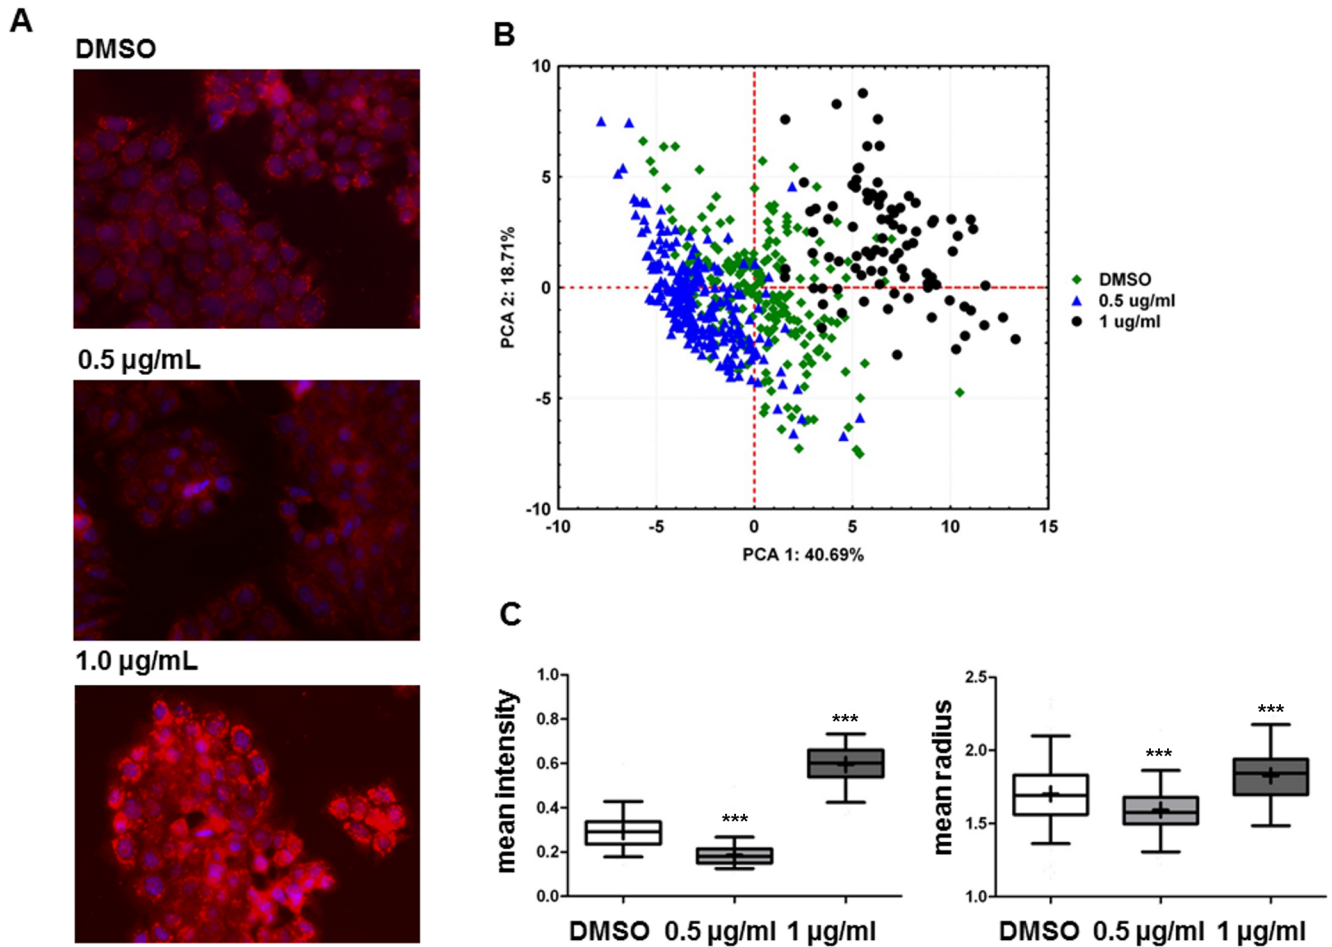 A
DMSO
0.5 µg/mL
1.0 µg/mL
B
10
5
0
-5
-10
-10 -5 0 5 10 15
PCA 2: 18.71%
PCA 1: 40.69%
DMSO
0.5 ug/ml
1 ug/ml
C
mean intensity
1.0
0.8
0.6
0.4
0.2
0.0
***
***
DMSO 0.5 µg/ml 1 µg/ml
mean radius
2.5
2.0
1.5
1.0
***
***
DMSO 0.5 µg/ml 1 µg/ml